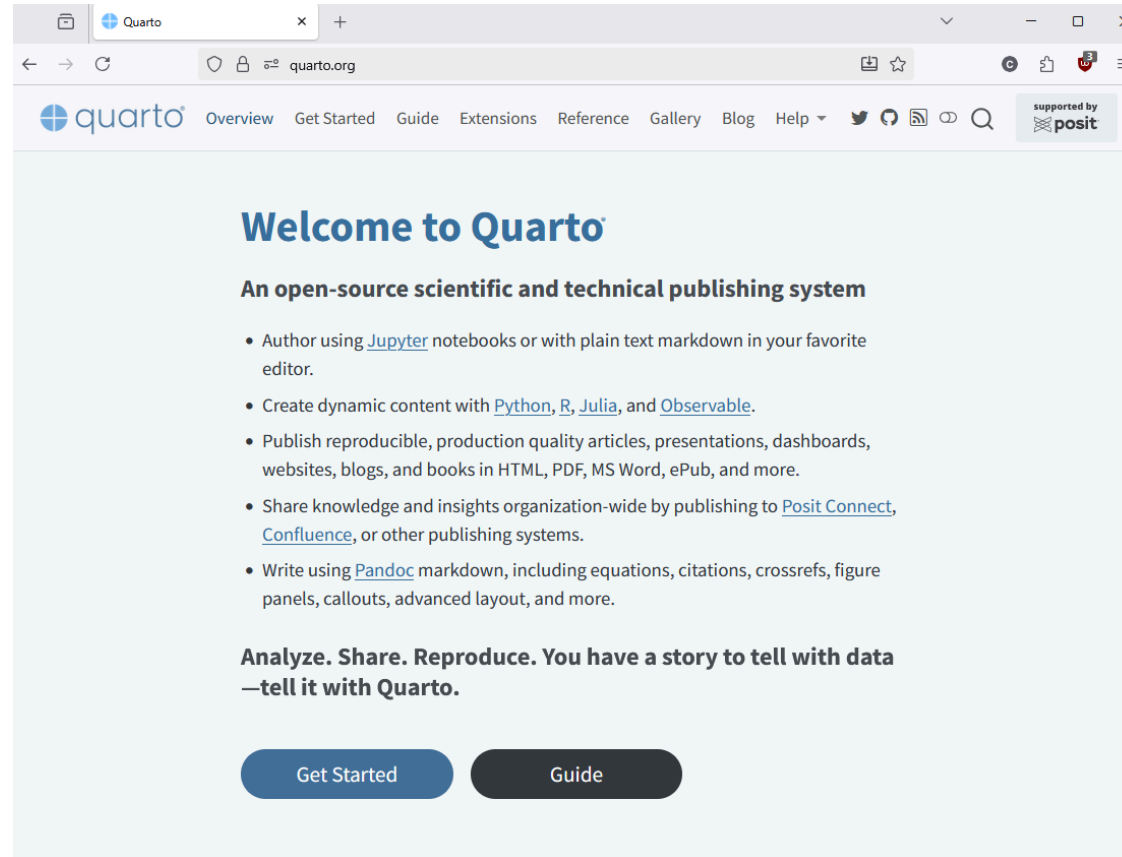 Quarto
quarto.org
C
3
quarto
Overview Get Started Guide Extensions Reference Gallery Blog Help
supported by
posit
Welcome to Quarto®
An open-source scientific and technical publishing system
• Author using Jupyter notebooks or with plain text markdown in your favorite
editor.
• Create dynamic content with Python, R, Julia, and Observable.
• Publish reproducible, production quality articles, presentations, dashboards,
websites, blogs, and books in HTML, PDF, MS Word, ePub, and more.
• Share knowledge and insights organization-wide by publishing to Posit Connect,
Confluence, or other publishing systems.
• Write using Pandoc markdown, including equations, citations, crossrefs, figure
panels, callouts, advanced layout, and more.
Analyze. Share. Reproduce. You have a story to tell with data
—tell it with Quarto.
Get Started
Guide